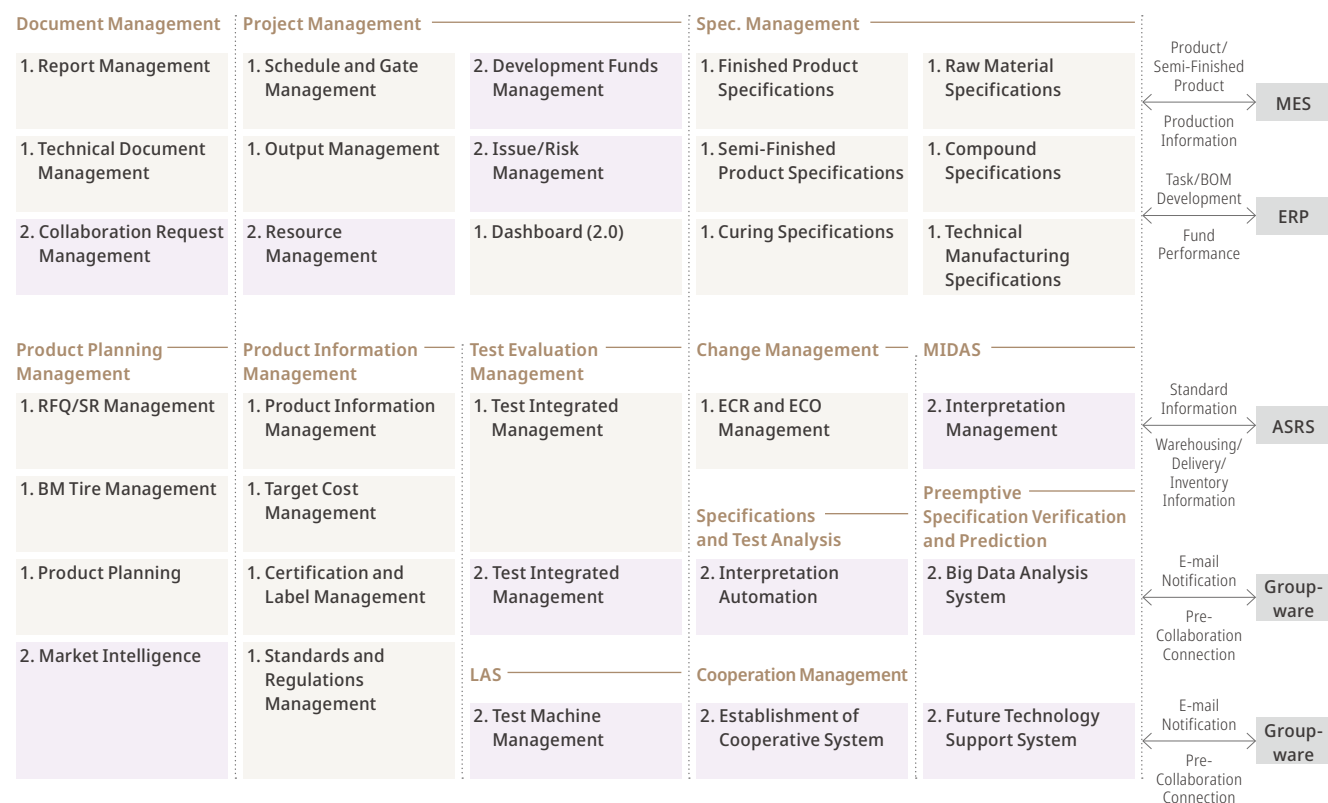 Document Management
1. Report Management
1. Technical Document
Management
2. Collaboration Request
Management
Project Management
1. Schedule and Gate
Management
2. Development Funds
Management
1. Output Management
2. Issue/Risk
Management
2. Resource
Management
1. Dashboard (2.0)
Spec. Management
1. Finished Product
Specifications
1. Raw Material
Specifications
1. Semi-Finished
Product Specifications
1. Compound
Specifications
1. Curing Specifications
1. Technical
Manufacturing
Specifications
Product/
Semi-Finished
Product
Production
Information
MES
Task/BOM
Development
Fund
Performance
ERP
Product Planning
Management
1. RFQ/SR Management
1. BM Tire Management
1. Product Planning
2. Market Intelligence
Product Information
Management
1. Product Information
Management
1. Target Cost
Management
1. Certification and
Label Management
1. Standards and
Regulations
Management
Test Evaluation
Management
1. Test Integrated
Management
2. Test Integrated
Management
LAS
2. Test Machine
Management
Change Management
1. ECR and ECO
Management
Specifications
and Test Analysis
2. Interpretation
Automation
Cooperation Management
2. Establishment of
Cooperative System
MIDAS
2. Interpretation
Management
Preemptive
Specification Verification
and Prediction
2. Big Data Analysis
System
2. Future Technology
Support System
Standard
Information
Warehousing/
Delivery/
Inventory
Information
ASRS
E-mail
Notification
Pre-
Collaboration
Connection
Group-
ware
E-mail
Notification
Pre-
Collaboration
Connection
Group-
ware